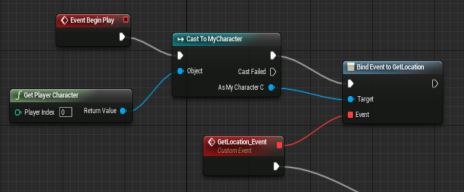 Event Begin Play
Cast To MyCharacter
Object
Cast Failed
As My Character C
Bind Event to GetLocation
Target
Event
Get Player Character
Player Index 0
Return Value
GetLocation_Event
Custom Event